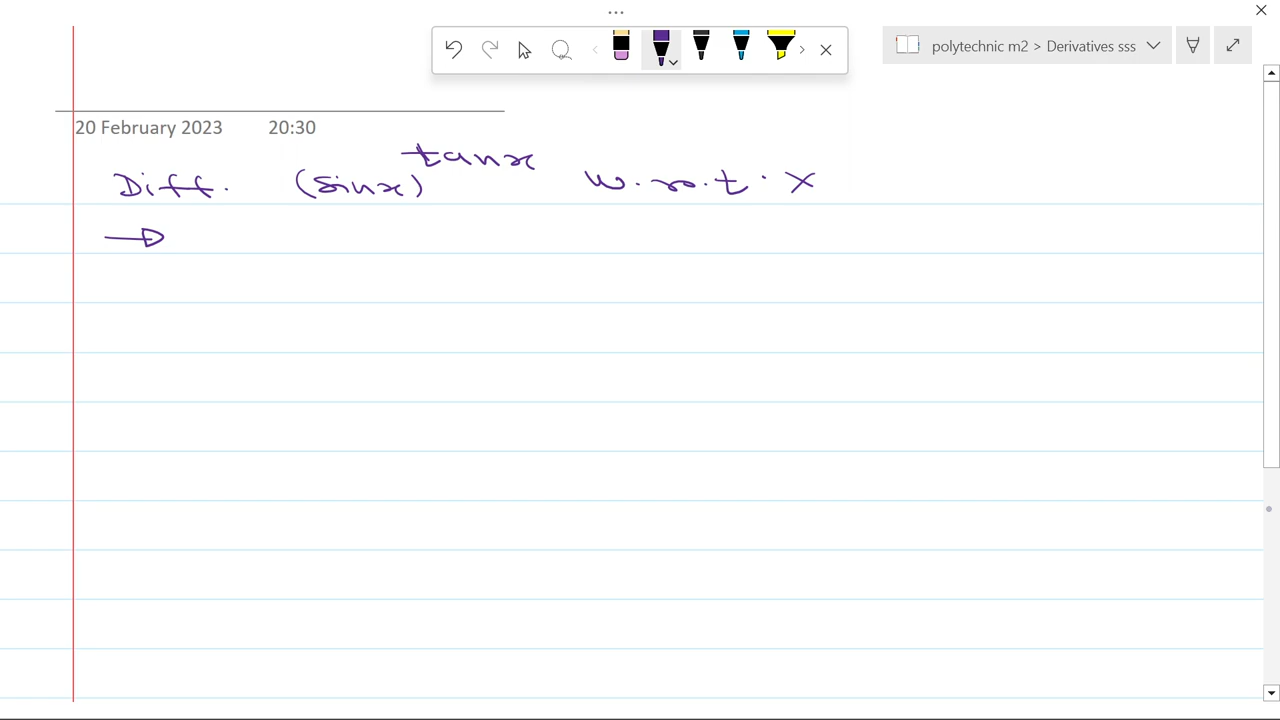 polytechnic m2 > Derivatives sss
20 February 2023 20:30
Diff. (sinx)^tanx w.r.t. x